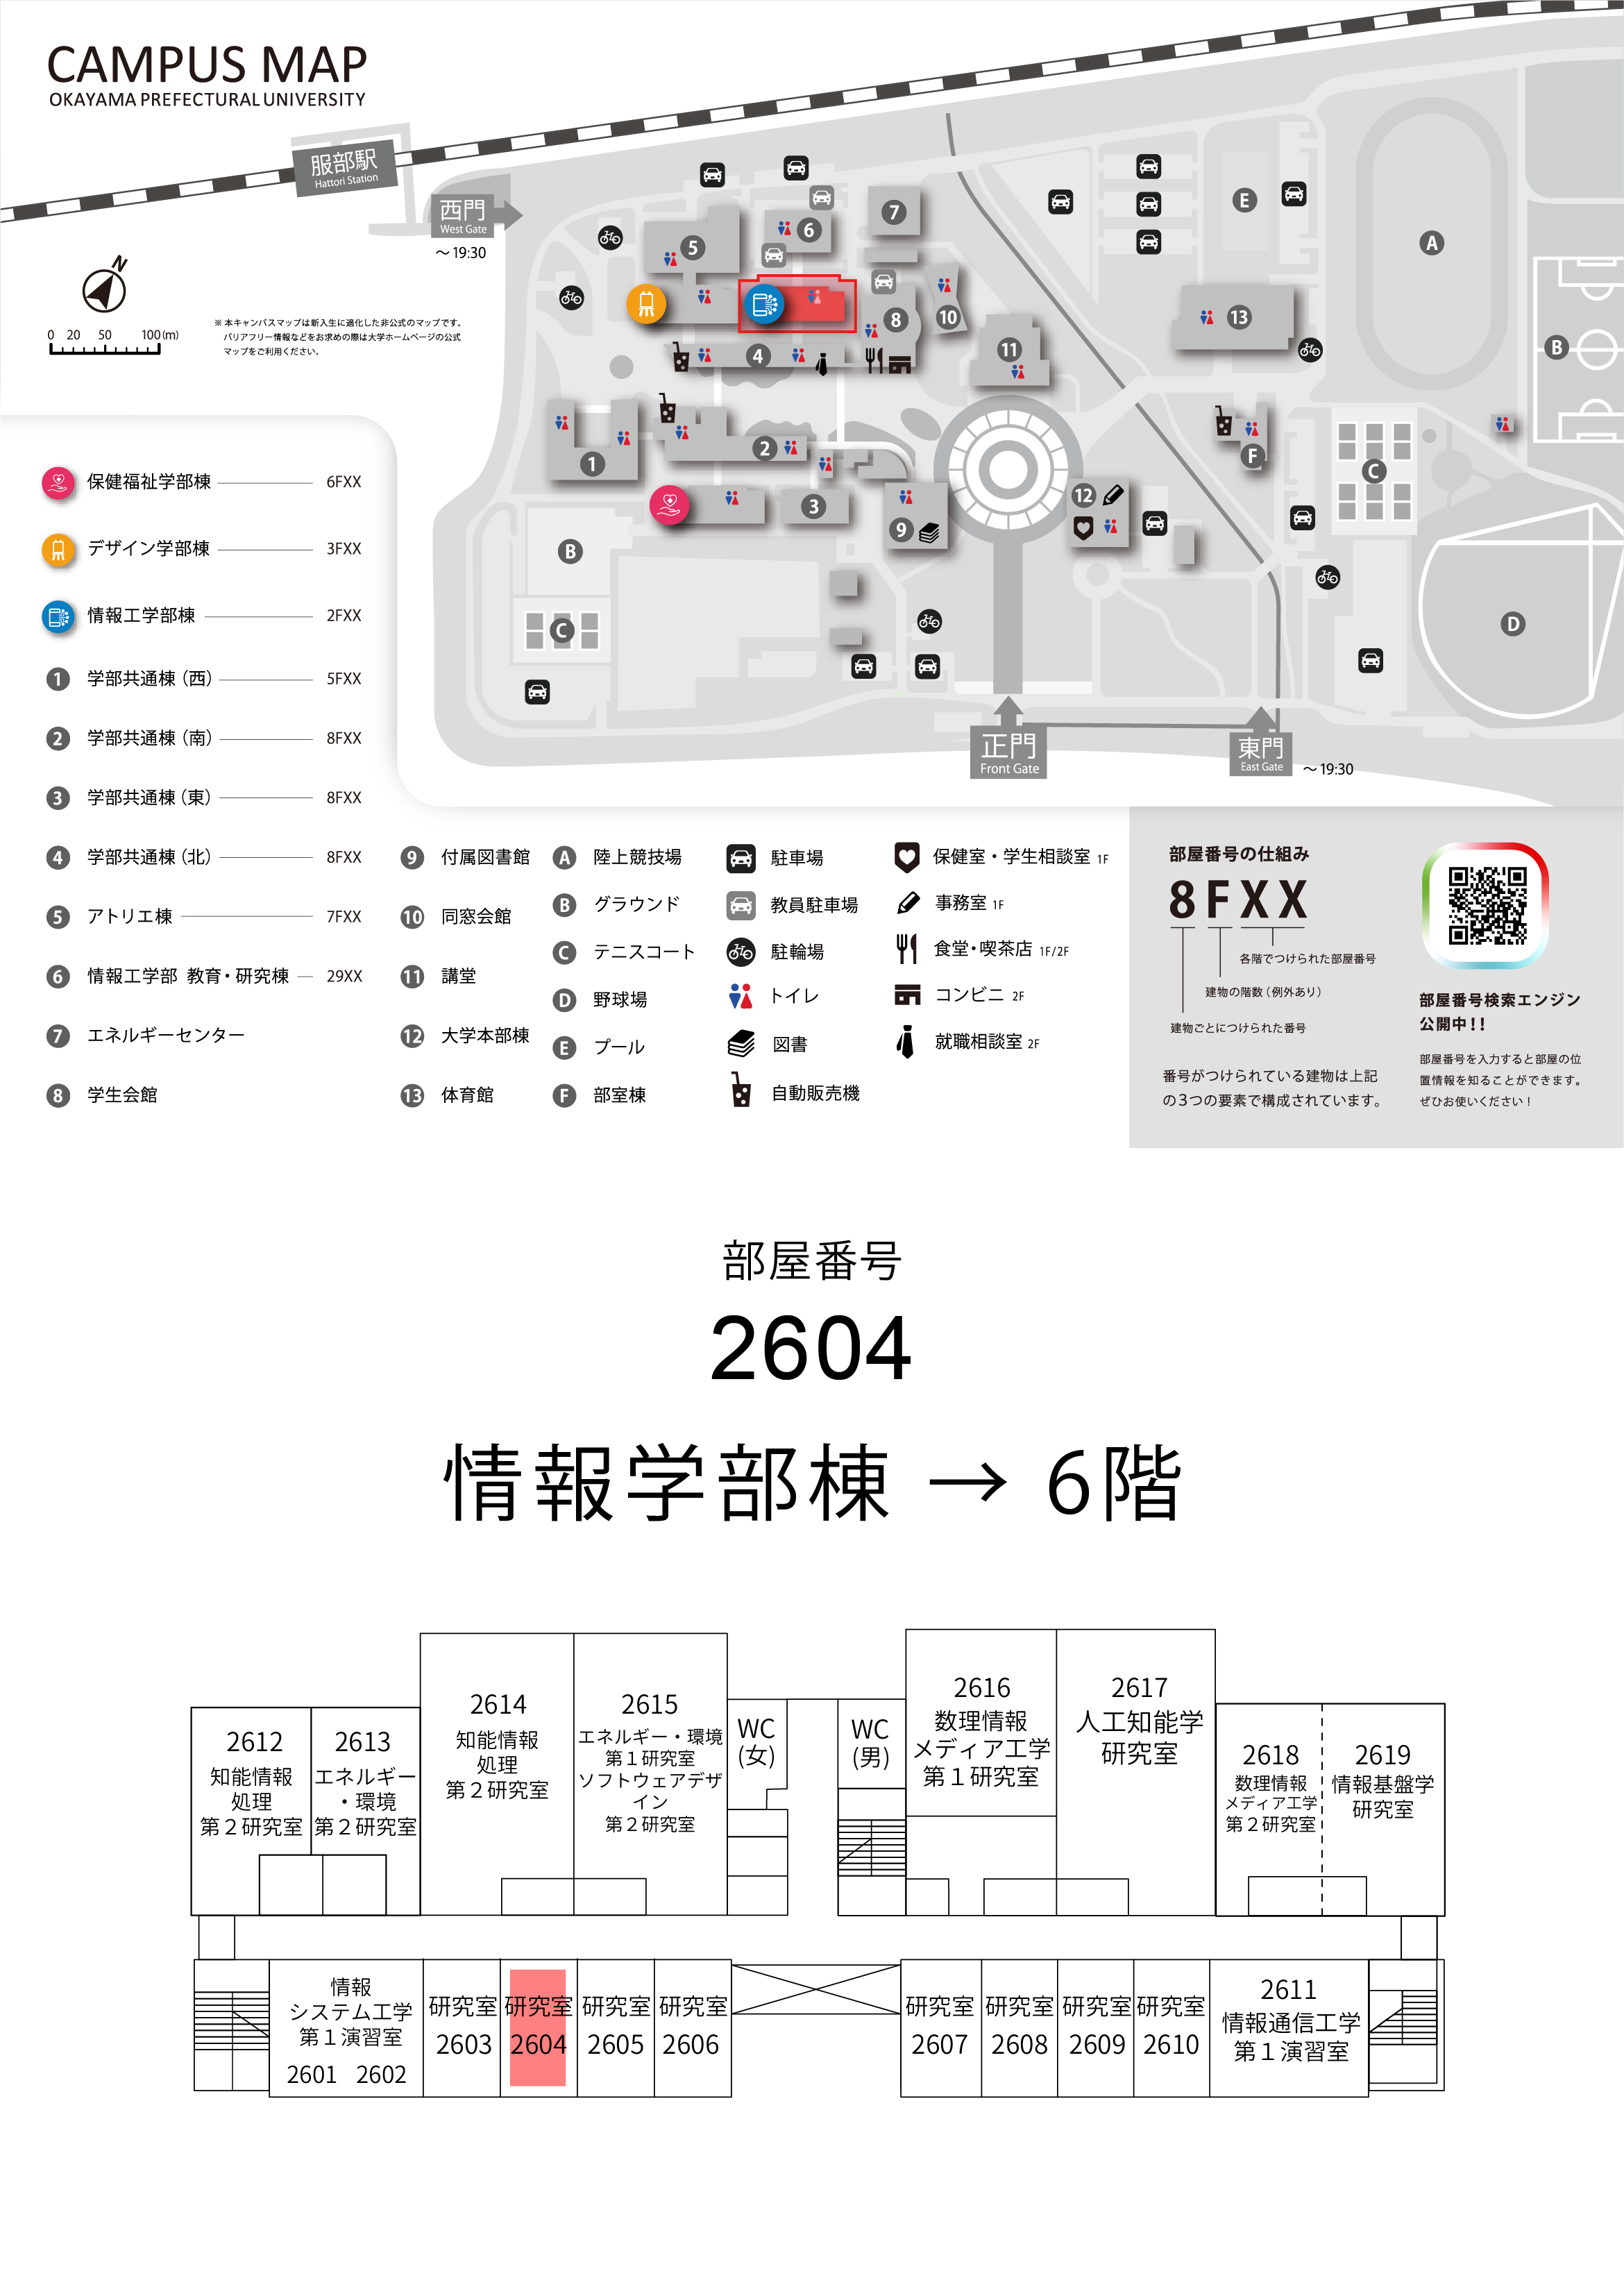 CAMPUS MAP
OKAYAMA PREFECTURAL UNIVERSITY
服部駅
Hattori Station
西門
West Gate
～19:30
N
0 20 50 100(m)
※ 本キャンパスマップは新入生に適化した非公式のマップです。
バリアフリー情報などをお求めの際は大学ホームページの公式
マップをご利用ください。
7
6
5
E
A
8
10
13
11
4
B
2
1
F
C
3
12
9
B
C
D
正門
Front Gate
東門
East Gate
～19:30
保健福祉学部棟 6FXX
デザイン学部棟 3FXX
情報工学部棟 2FXX
1 学部共通棟（西） 5FXX
2 学部共通棟（南） 8FXX
3 学部共通棟（東） 8FXX
4 学部共通棟（北） 8FXX
5 アトリエ棟 7FXX
6 情報工学部 教育・研究棟 29XX
7 エネルギーセンター
8 学生会館
9 付属図書館
10 同窓会館
11 講堂
12 大学本部棟
13 体育館
A 陸上競技場
B グラウンド
C テニスコート
D 野球場
E プール
F 部室棟
駐車場
教員駐車場
駐輪場
トイレ
図書
自動販売機
保健室・学生相談室 1F
事務室 1F
食堂・喫茶店 1F/2F
コンビニ 2F
就職相談室 2F
部屋番号の仕組み
8FXX
各階でつけられた部屋番号
建物の階数（例外あり）
建物ごとにつけられた番号
番号がつけられている建物は上記
の3つの要素で構成されています。
部屋番号検索エンジン
公開中！！
部屋番号を入力すると部屋の位
置情報を知ることができます。
ぜひお使いください！
部屋番号
2604
情報学部棟 → 6階
2612
知能情報
処理
第２研究室
2613
エネルギー
・環境
第２研究室
2614
知能情報
処理
第２研究室
2615
エネルギー・環境
第１研究室
ソフトウェアデザ
イン
第２研究室
WC
(女)
WC
(男)
2616
数理情報
メディア工学
第１研究室
2617
人工知能学
研究室
2618
数理情報
メディア工学
第２研究室
2619
情報基盤学
研究室
情報
システム工学
第１演習室
2601 2602
研究室
2603
研究室
2604
研究室
2605
研究室
2606
研究室
2607
研究室
2608
研究室
2609
研究室
2610
2611
情報通信工学
第１演習室